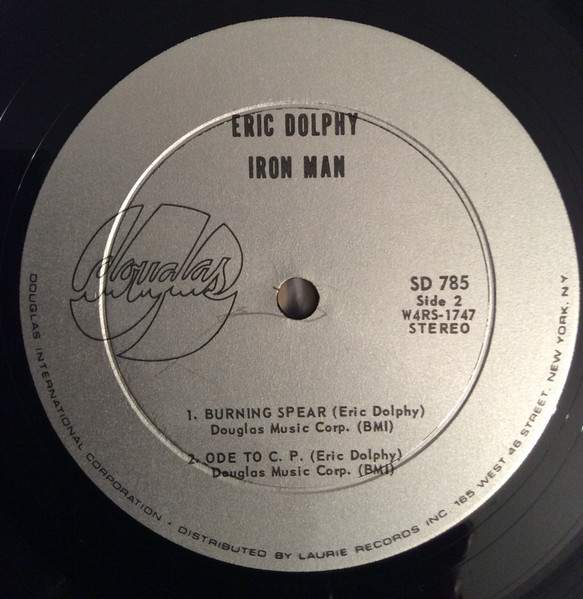 ERIC DOLPHY
IRON MAN
douglas
SD 785
Side 2
W4RS-1747
STEREO
1. BURNING SPEAR (Eric Dolphy)
Douglas Music Corp. (BMI)
2. ODE TO C. P. (Eric Dolphy)
Douglas Music Corp. (BMI)
DOUGLAS INTERNATIONAL CORPORATION • DISTRIBUTED BY LAURIE RECORDS INC. 165 WEST 46 STREET, NEW YORK, N Y